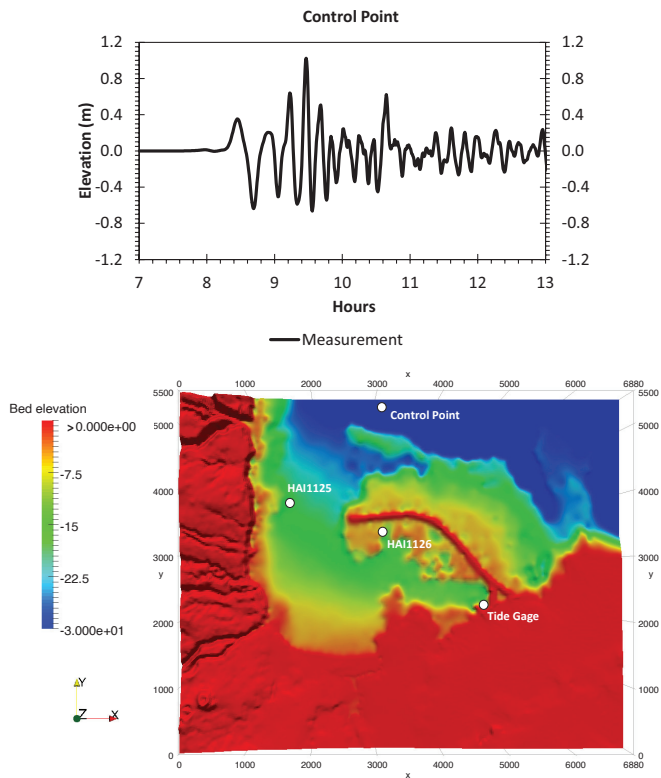 Control Point
1.2 1.2
0.8 0.8
0.4 0.4
0.0 0.0
-0.4 -0.4
-0.8 -0.8
-1.2 -1.2
Elevation (m)
7 8 9 10 11 12 13
Hours
Measurement
x
0 1000 2000 3000 4000 5000 6000 6880
Bed elevation
>0.000e+00
-7.5
-15
-22.5
-3.000e+01
5500 5500
5000 5000
4000 4000
3000 3000
y y
2000 2000
1000 1000
0 0
Control Point
HAI1125
HAI1126
Tide Gage
Y
Z X
0 1000 2000 3000 4000 5000 6000 6880
x